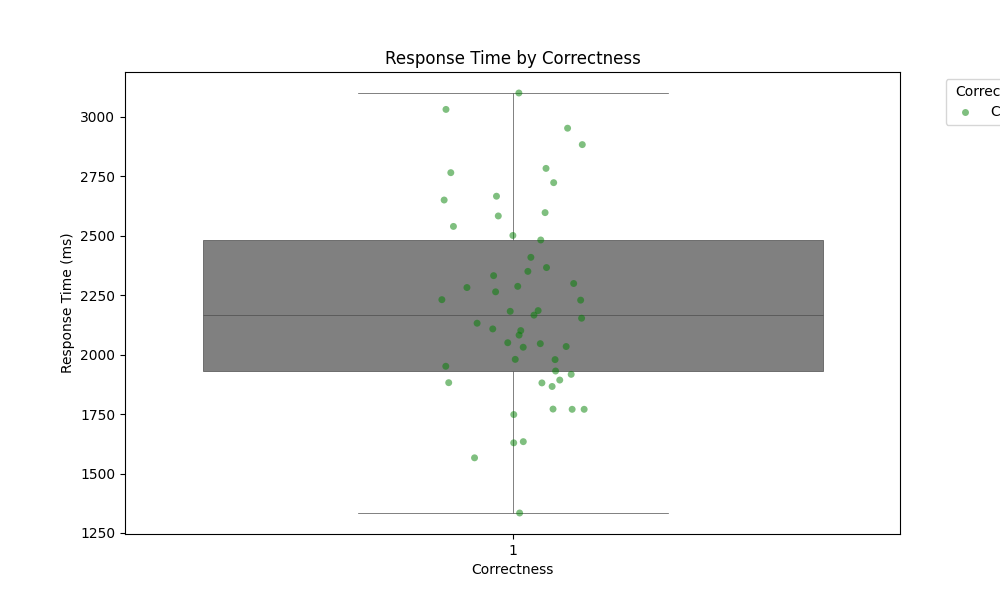 Response Time by Correctness
Correc
C
3000
2750
2500
2250
2000
1750
1500
1250
Response Time (ms)
1
Correctness